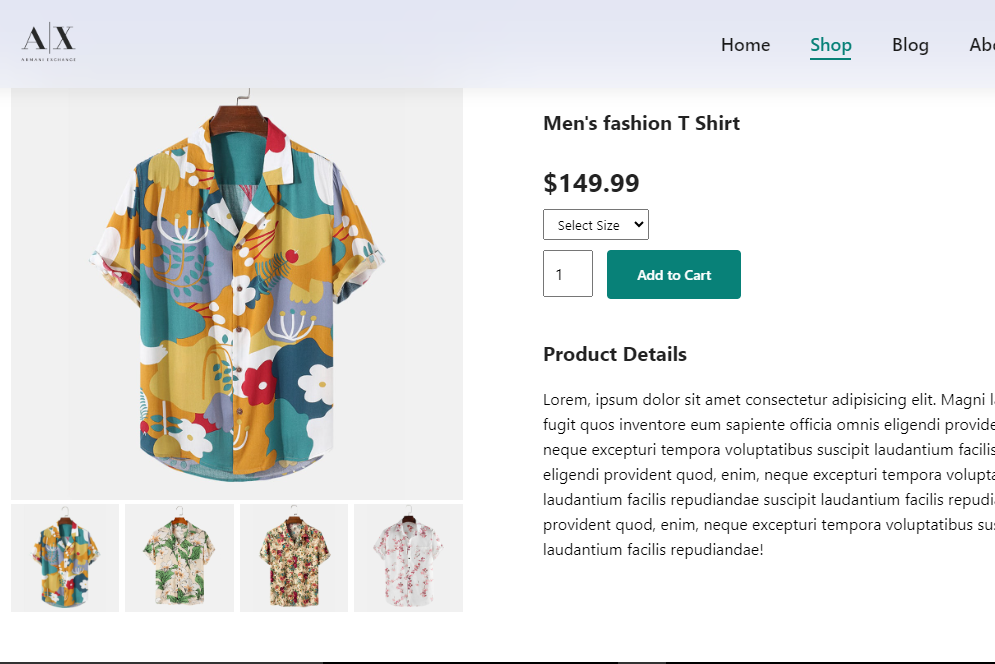 A|X
ARMANI EXCHANGE
Home
Shop
Blog
Abo
Men's fashion T Shirt
$149.99
Select Size
1
Add to Cart
Product Details
Lorem, ipsum dolor sit amet consectetur adipisicing elit. Magni l
fugit quos inventore eum sapiente officia omnis eligendi provide
neque excepturi tempora voluptatibus suscipit laudantium facilis
eligendi provident quod, enim, neque excepturi tempora volupta
laudantium facilis repudiandae suscipit laudantium facilis repudi
provident quod, enim, neque excepturi tempora voluptatibus su
laudantium facilis repudiandae!